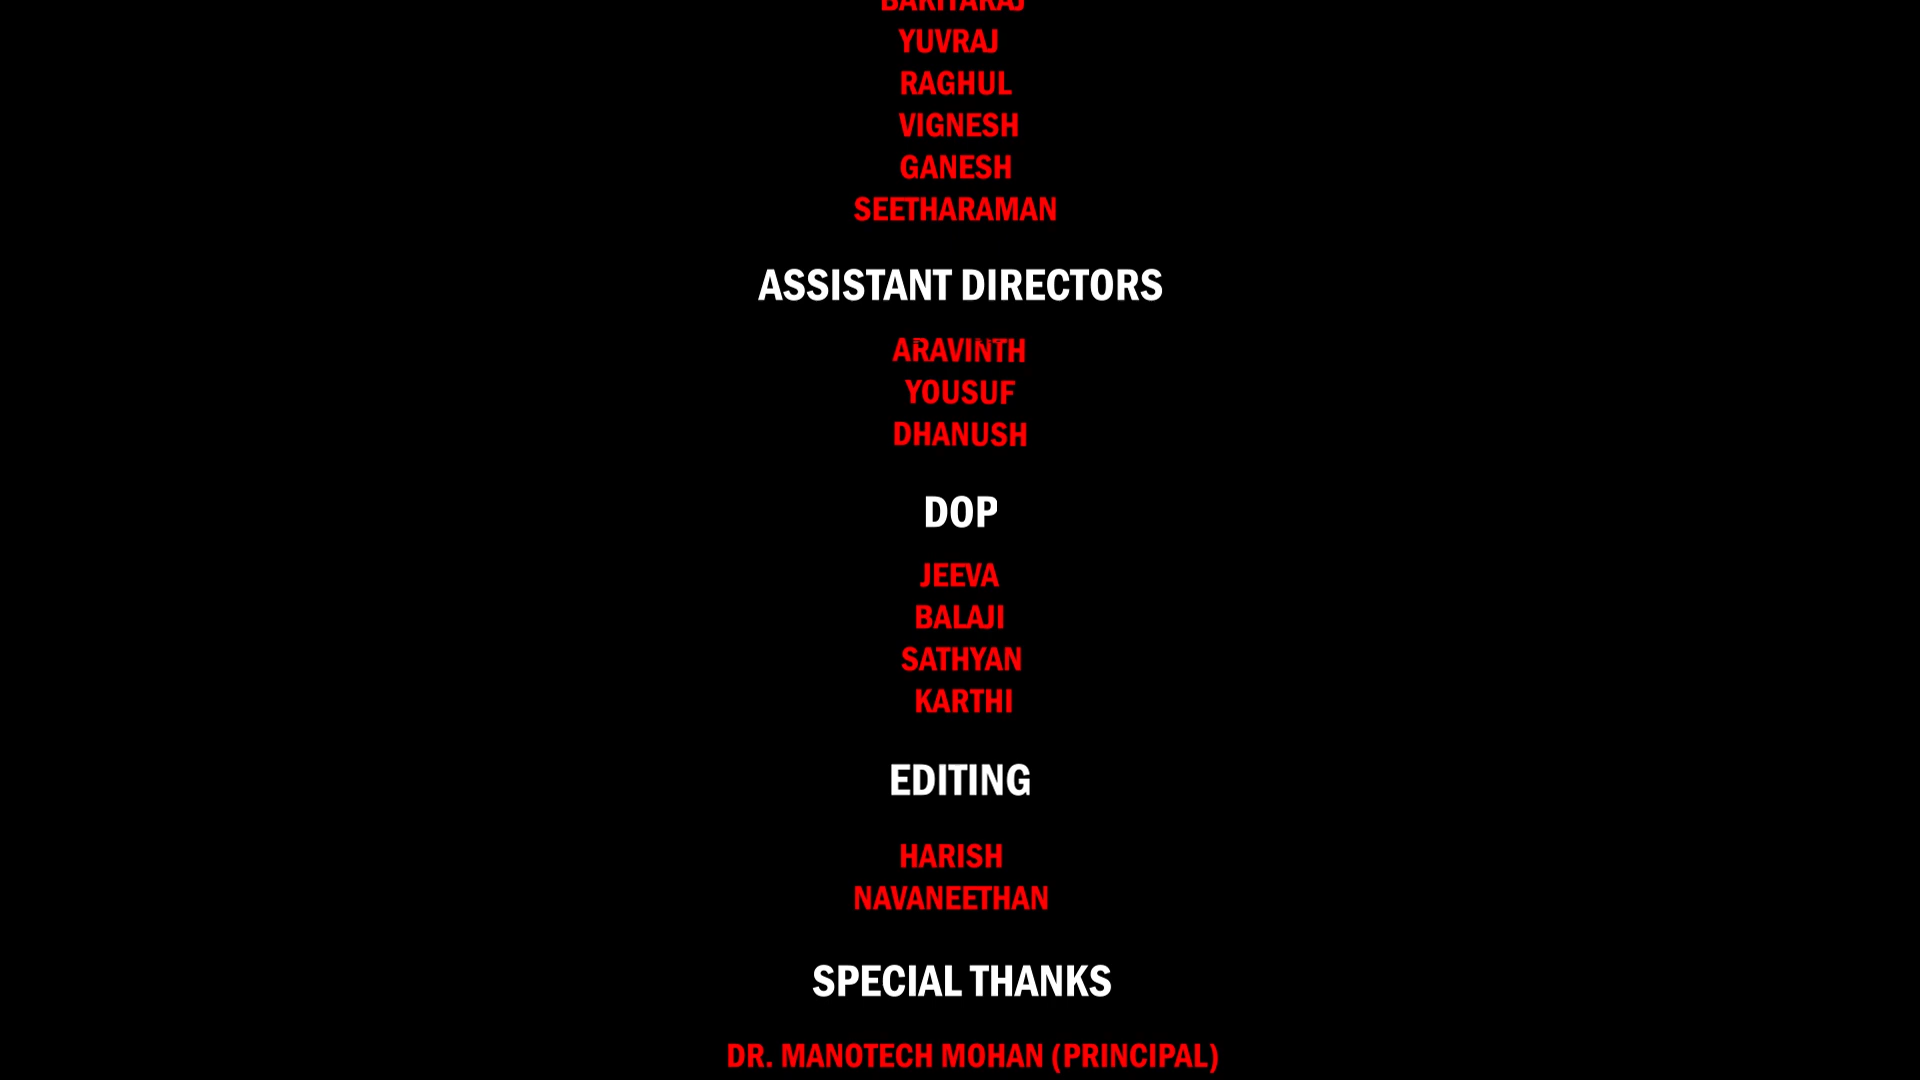 YUVRAJ
RAGHUL
VIGNESH
GANESH
SEETHARAMAN
ASSISTANT DIRECTORS
ARAVINTH
YOUSUF
DHANUSH
DOP
JEEVA
BALAJI
SATHYAN
KARTHI
EDITING
HARISH
NAVANEETHAN
SPECIAL THANKS
DR. MANOTECH MOHAN (PRINCIPAL)